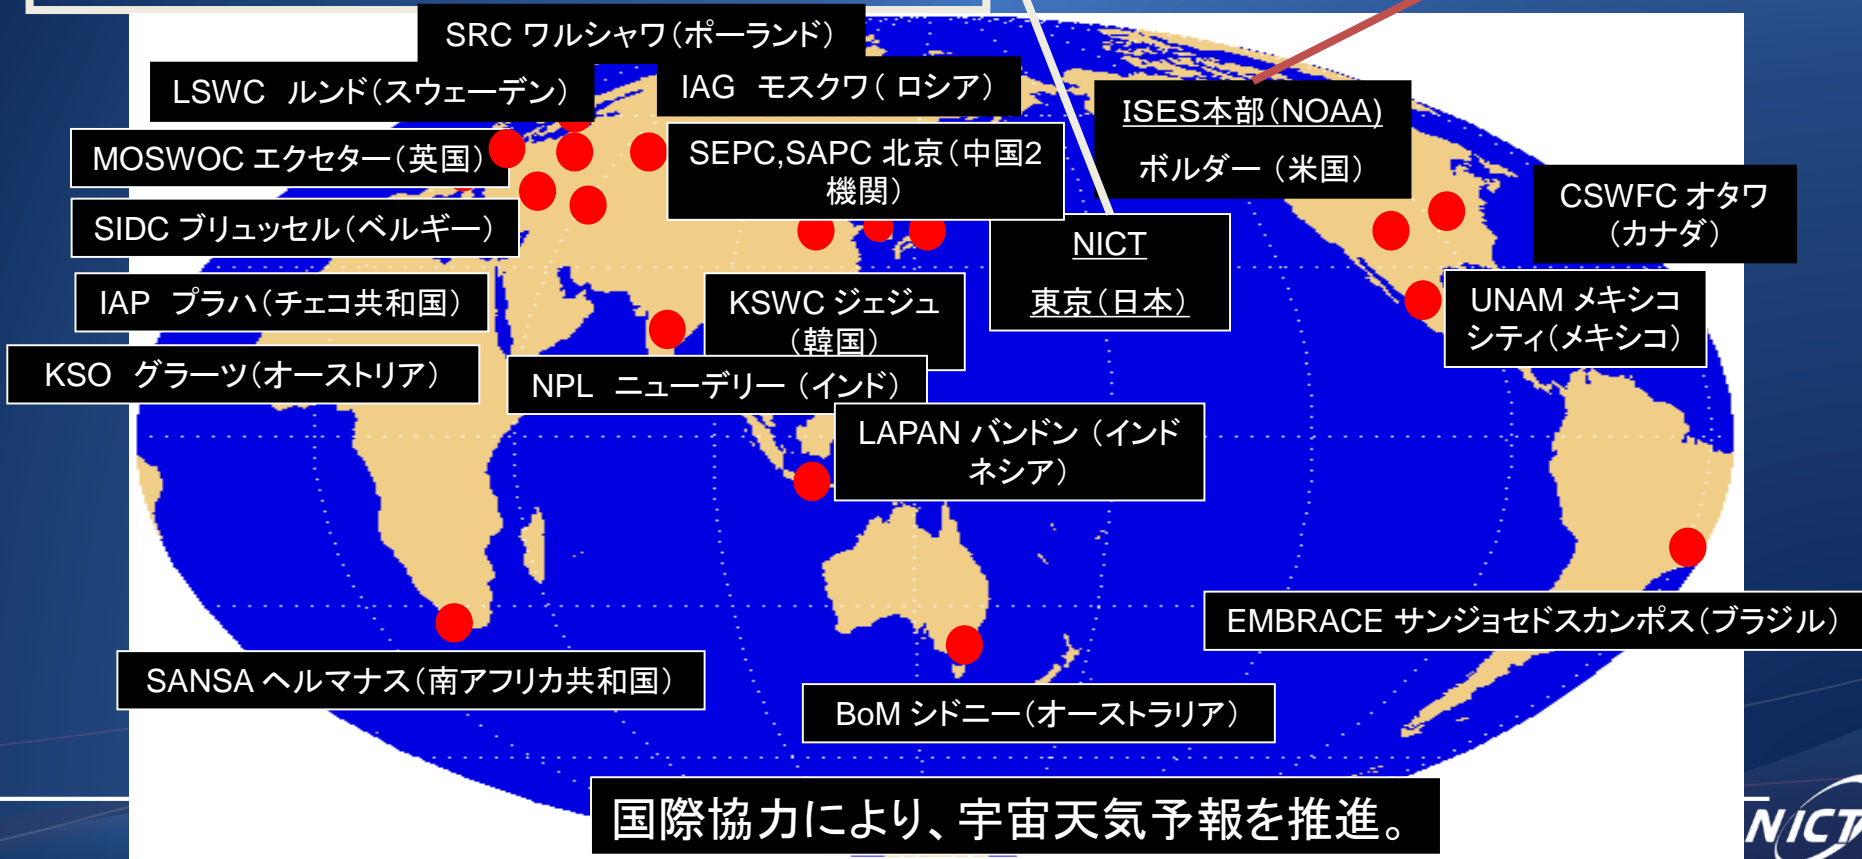 SRC ワルシャワ（ポーランド）
LSWC　ルンド（スウェーデン）
IAG　モスクワ（ ロシア）
ISES本部（NOAA)
ボルダー （米国）
MOSWOC エクセター（英国）
SEPC,SAPC 北京（中国2
機関）
CSWFC オタワ
（カナダ）
SIDC ブリュッセル（ベルギー）
NICT
東京（日本）
IAP　プラハ（チェコ共和国）
KSWC ジェジュ
（韓国）
UNAM メキシコ
シティ（メキシコ）
KSO　グラーツ（オーストリア）
NPL　ニューデリー （インド）
LAPAN バンドン （インド
ネシア）
EMBRACE サンジョセドスカンポス（ブラジル）
SANSA ヘルマナス（南アフリカ共和国）
BoM シドニー（オーストラリア）
国際協力により、宇宙天気予報を推進。
NICT